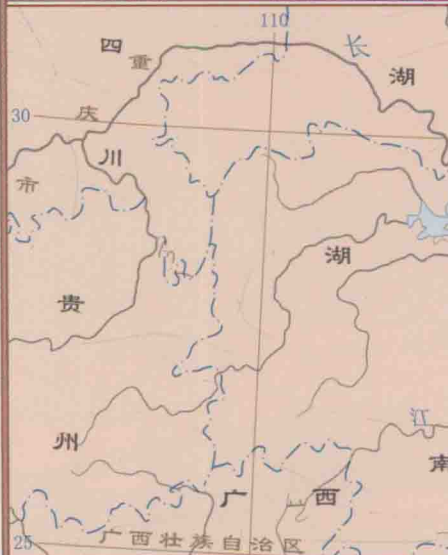 110
四 重 长
湖
30 庆
川
市
湖
贵
江
州 南
广 西
25 广西壮族自治区